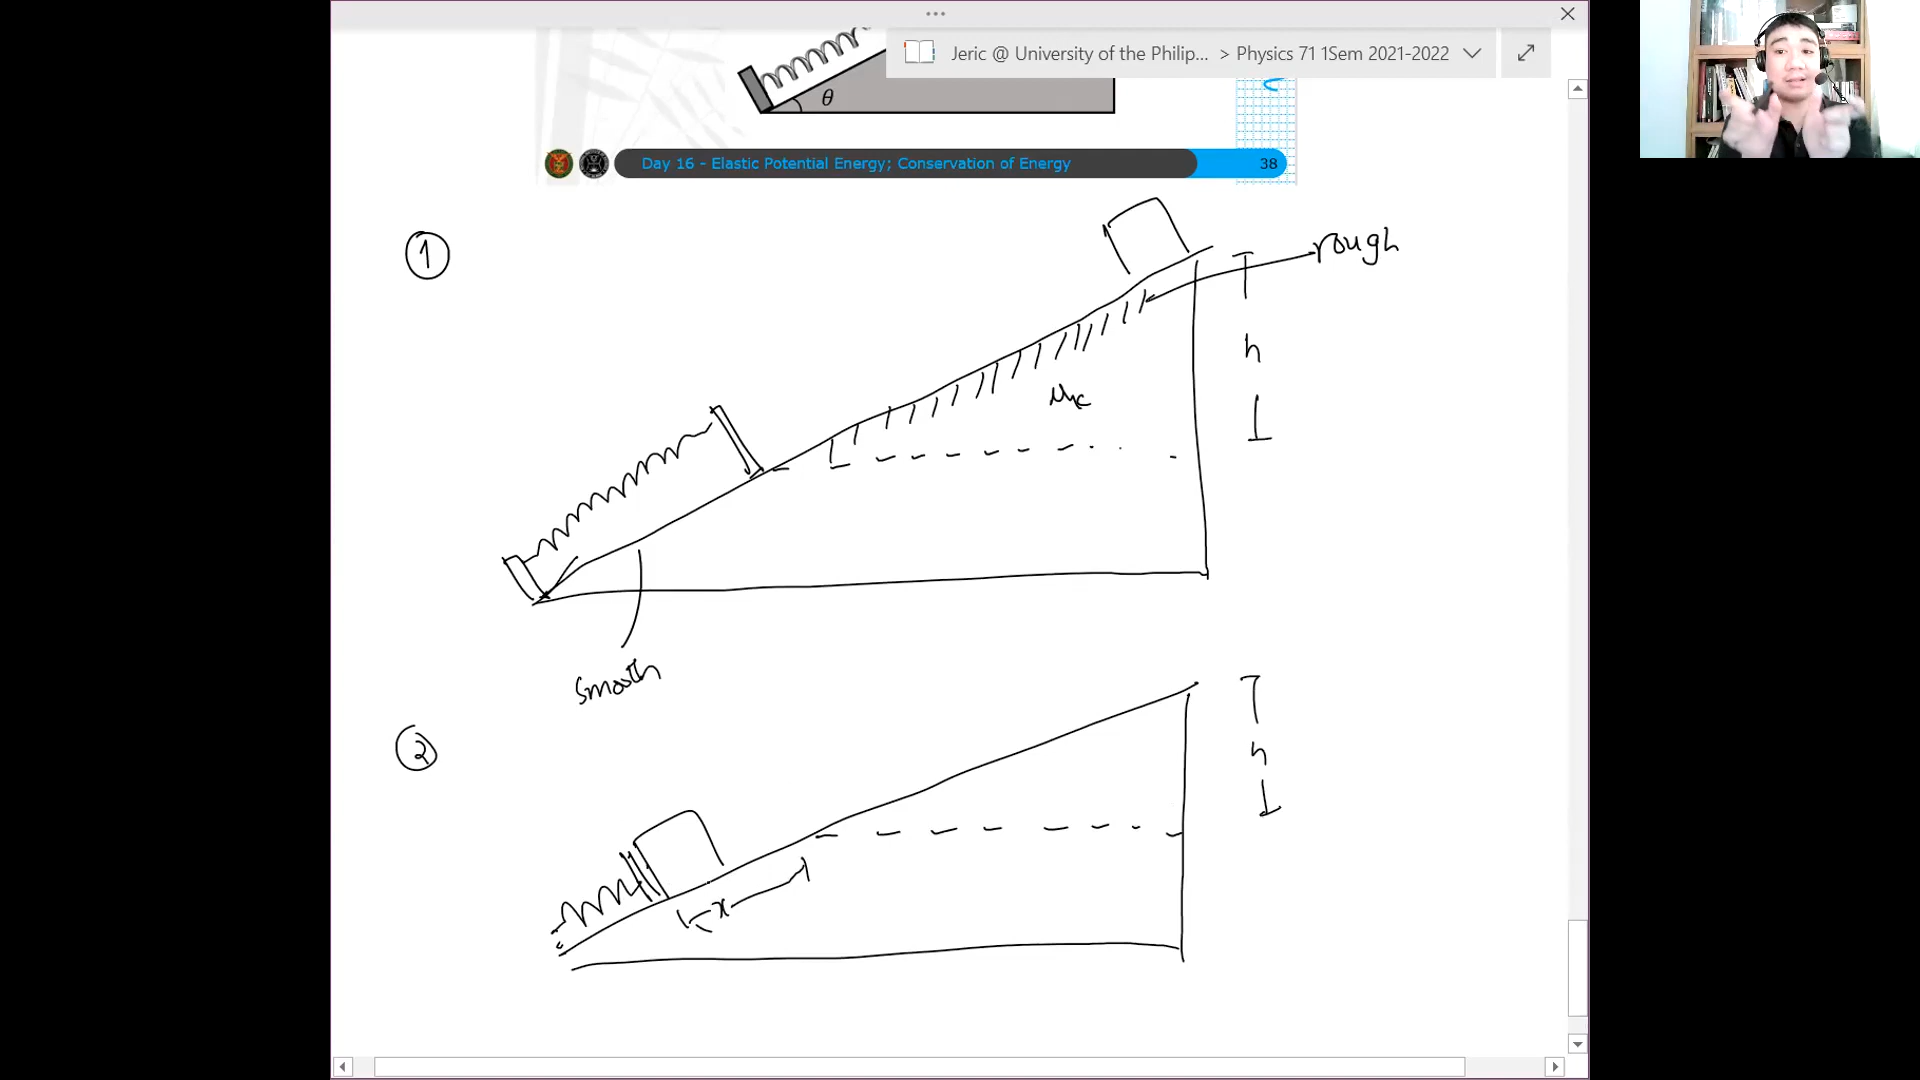 Jeric @ University of the Philip... > Physics 71 1Sem 2021-2022
θ
Day 16 - Elastic Potential Energy; Conservation of Energy 38
1
rough
h
μk
smooth
2
h
x